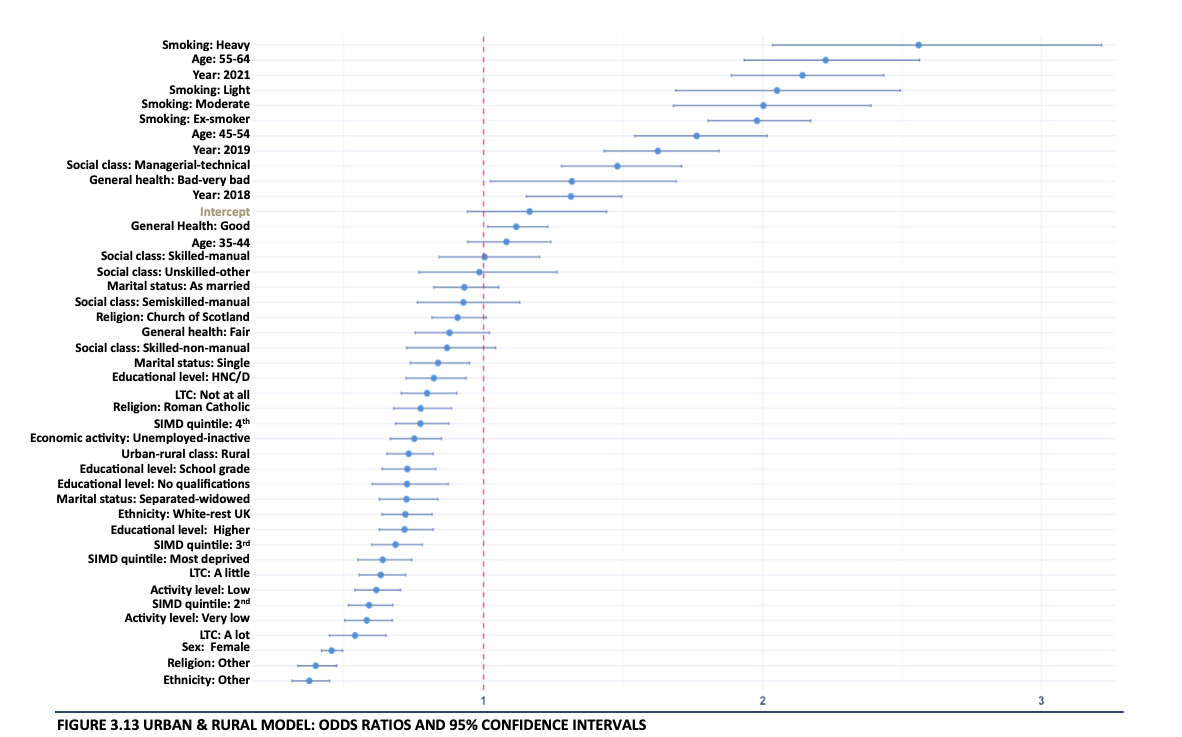 Smoking: Heavy
Age: 55-64
Year: 2021
Smoking: Light
Smoking: Moderate
Smoking: Ex-smoker
Age: 45-54
Year: 2019
Social class: Managerial-technical
General health: Bad-very bad
Year: 2018
Intercept
General Health: Good
Age: 35-44
Social class: Skilled-manual
Social class: Unskilled-other
Marital status: As married
Social class: Semiskilled-manual
Religion: Church of Scotland
General health: Fair
Social class: Skilled-non-manual
Marital status: Single
Educational level: HNC/D
LTC: Not at all
Religion: Roman Catholic
SIMD quintile: 4th
Economic activity: Unemployed-inactive
Urban-rural class: Rural
Educational level: School grade
Educational level: No qualifications
Marital status: Separated-widowed
Ethnicity: White-rest UK
Educational level: Higher
SIMD quintile: 3rd
SIMD quintile: Most deprived
LTC: A little
Activity level: Low
SIMD quintile: 2nd
Activity level: Very low
LTC: A lot
Sex: Female
Religion: Other
Ethnicity: Other
1 2 3
FIGURE 3.13 URBAN & RURAL MODEL: ODDS RATIOS AND 95% CONFIDENCE INTERVALS